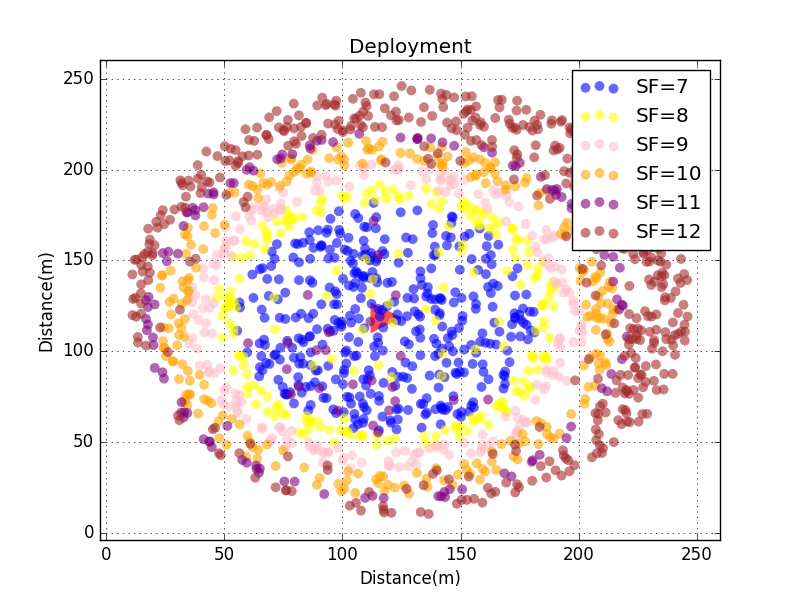 Deployment
250
200
150
100
50
0
Distance(m)
0 50 100 150 200 250
Distance(m)
SF=7
SF=8
SF=9
SF=10
SF=11
SF=12